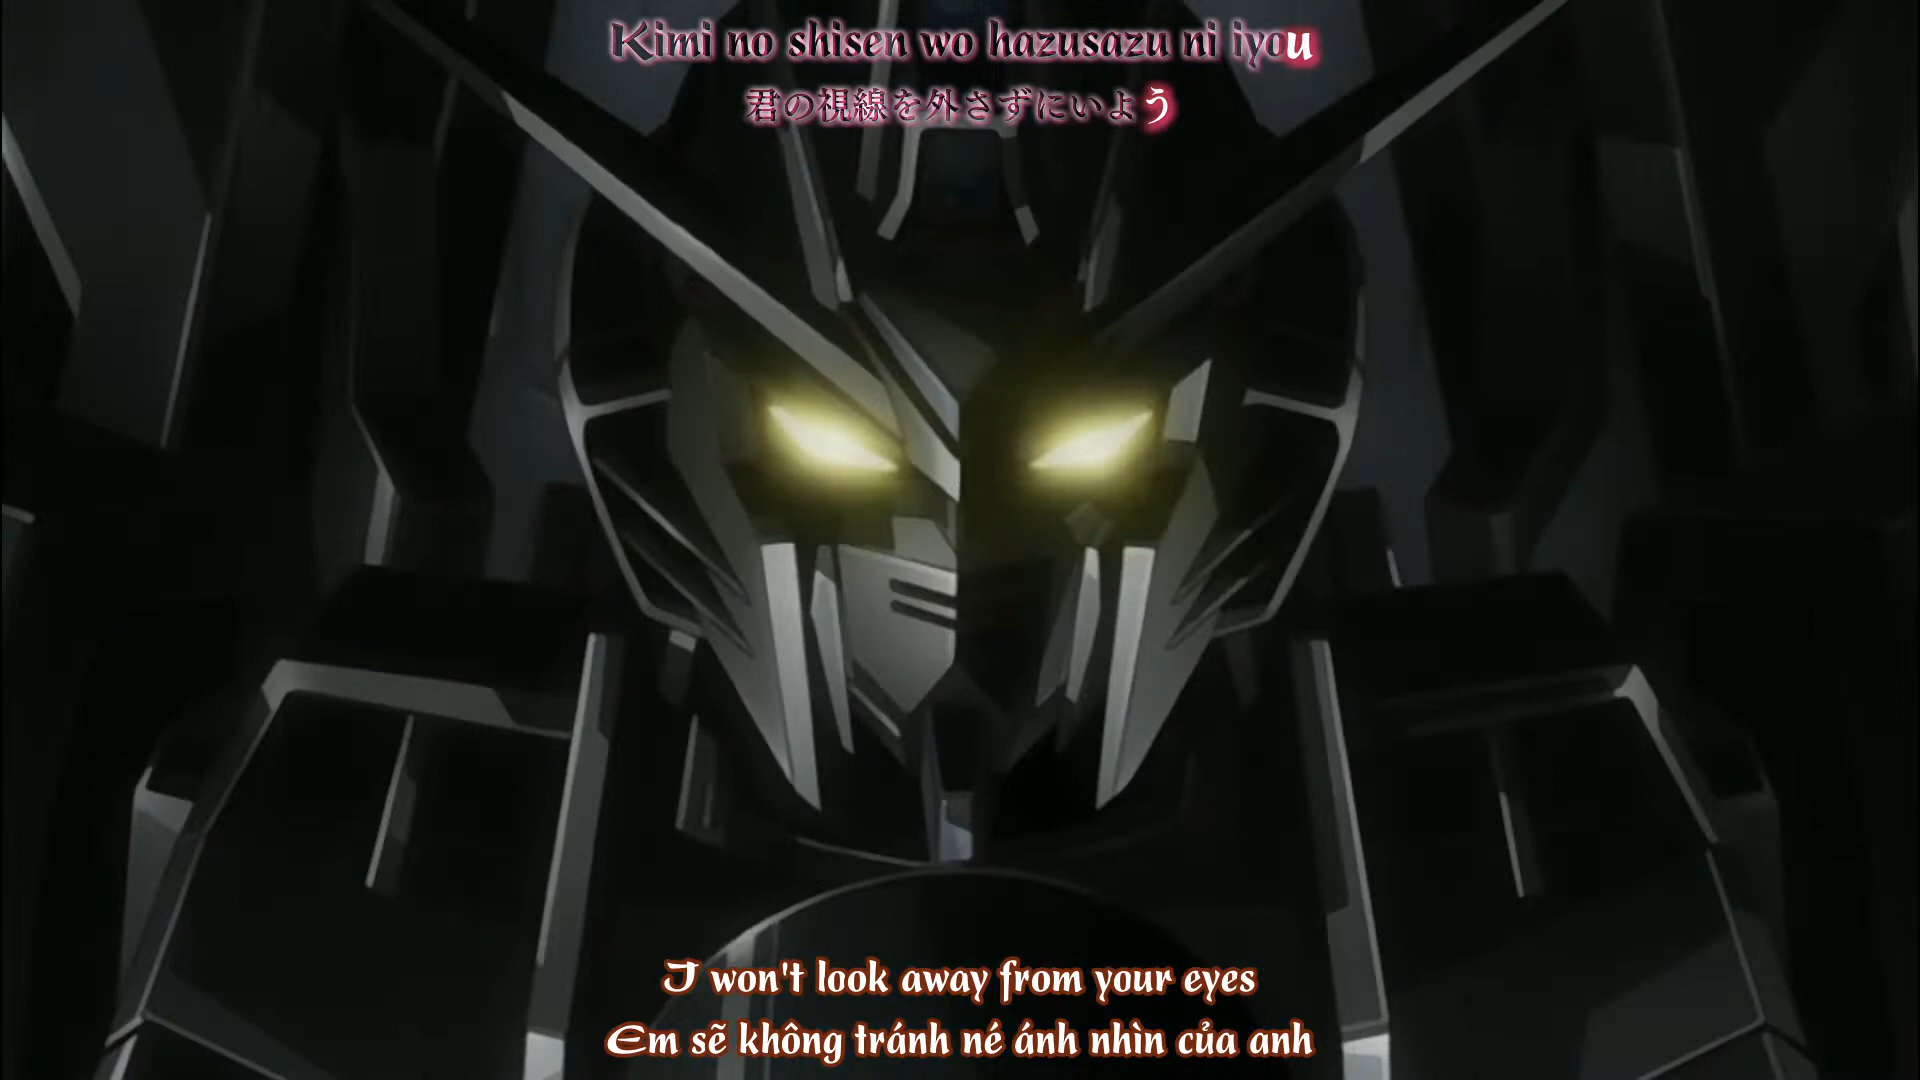 Kimi no shisen wo hazusazu ni iyou
君の視線を外さずにいよう
I won't look away from your eyes
Em sẽ không tránh né ánh nhìn của anh